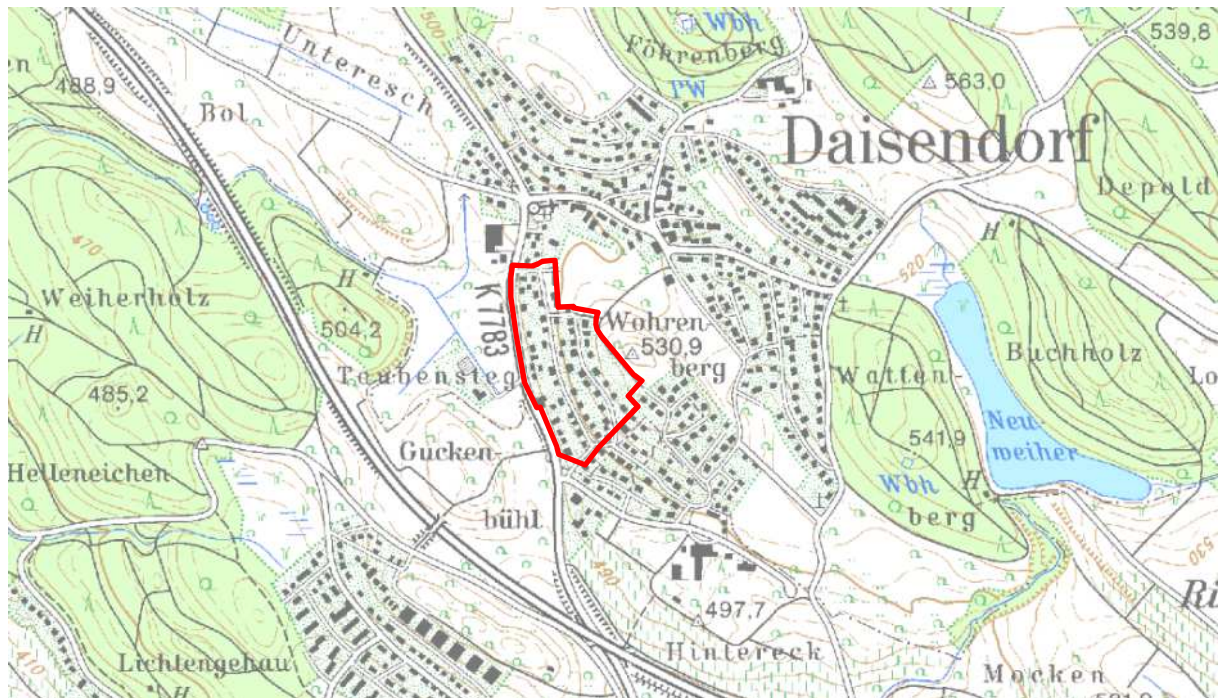 500
Wbh
539,8
Unteresch
Föhrenberg
488,9
Bol
PW
563,0
Daisendorf
Depold
H
470
H
520
Weiherholz
K 7783
504,2
Wohren-
H
530,9
berg
Buchholz
Taubensteg
Watten-
485,2
Neu-
541,9
weiher
Gucken-
Helleneichen
Wbh
H
bühl
berg
490
530
497,7
Lichtengehau
Hintereck
410
H
Mocken